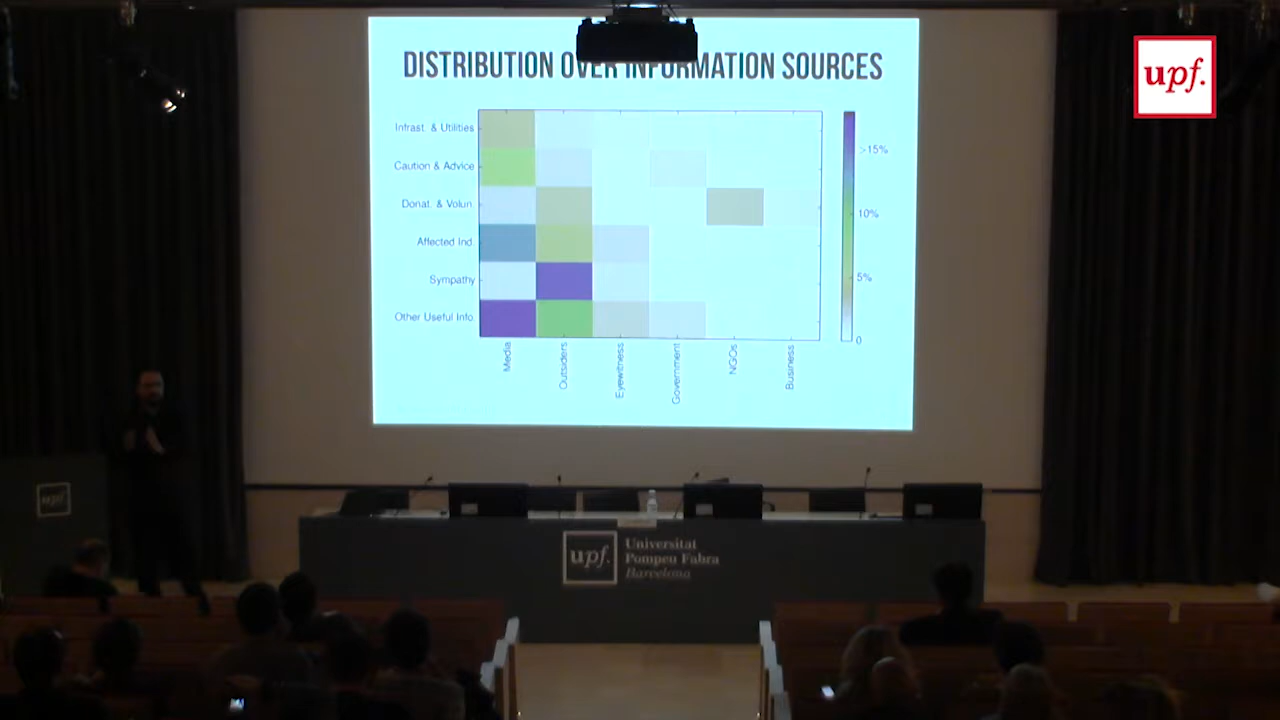 DISTRIBUTION OVER INFORMATION SOURCES
upf.
Infrast. & Utilities
Caution & Advice
Donat. & Volun.
Affected Ind.
Sympathy
Other Useful Info.
>15%
10%
5%
0
Media
Outsiders
Eyewitness
Government
NGOs
Business
upf.
upf.
Universitat
Pompeu Fabra
Barcelona